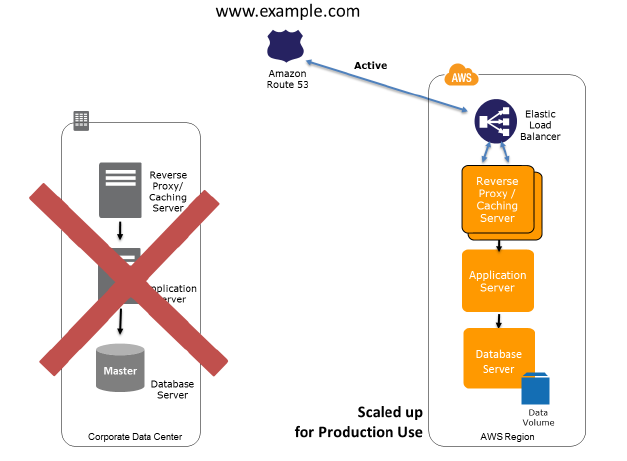 www.example.com
Amazon
Route 53
Active
AWS
Elastic
Load
Balancer
Reverse
Proxy/
Caching
Server
Reverse
Proxy /
Caching
Server
Application
Server
Application
Server
Master
Database
Server
Database
Server
Data
Volume
Scaled up
for Production Use
Corporate Data Center
AWS Region